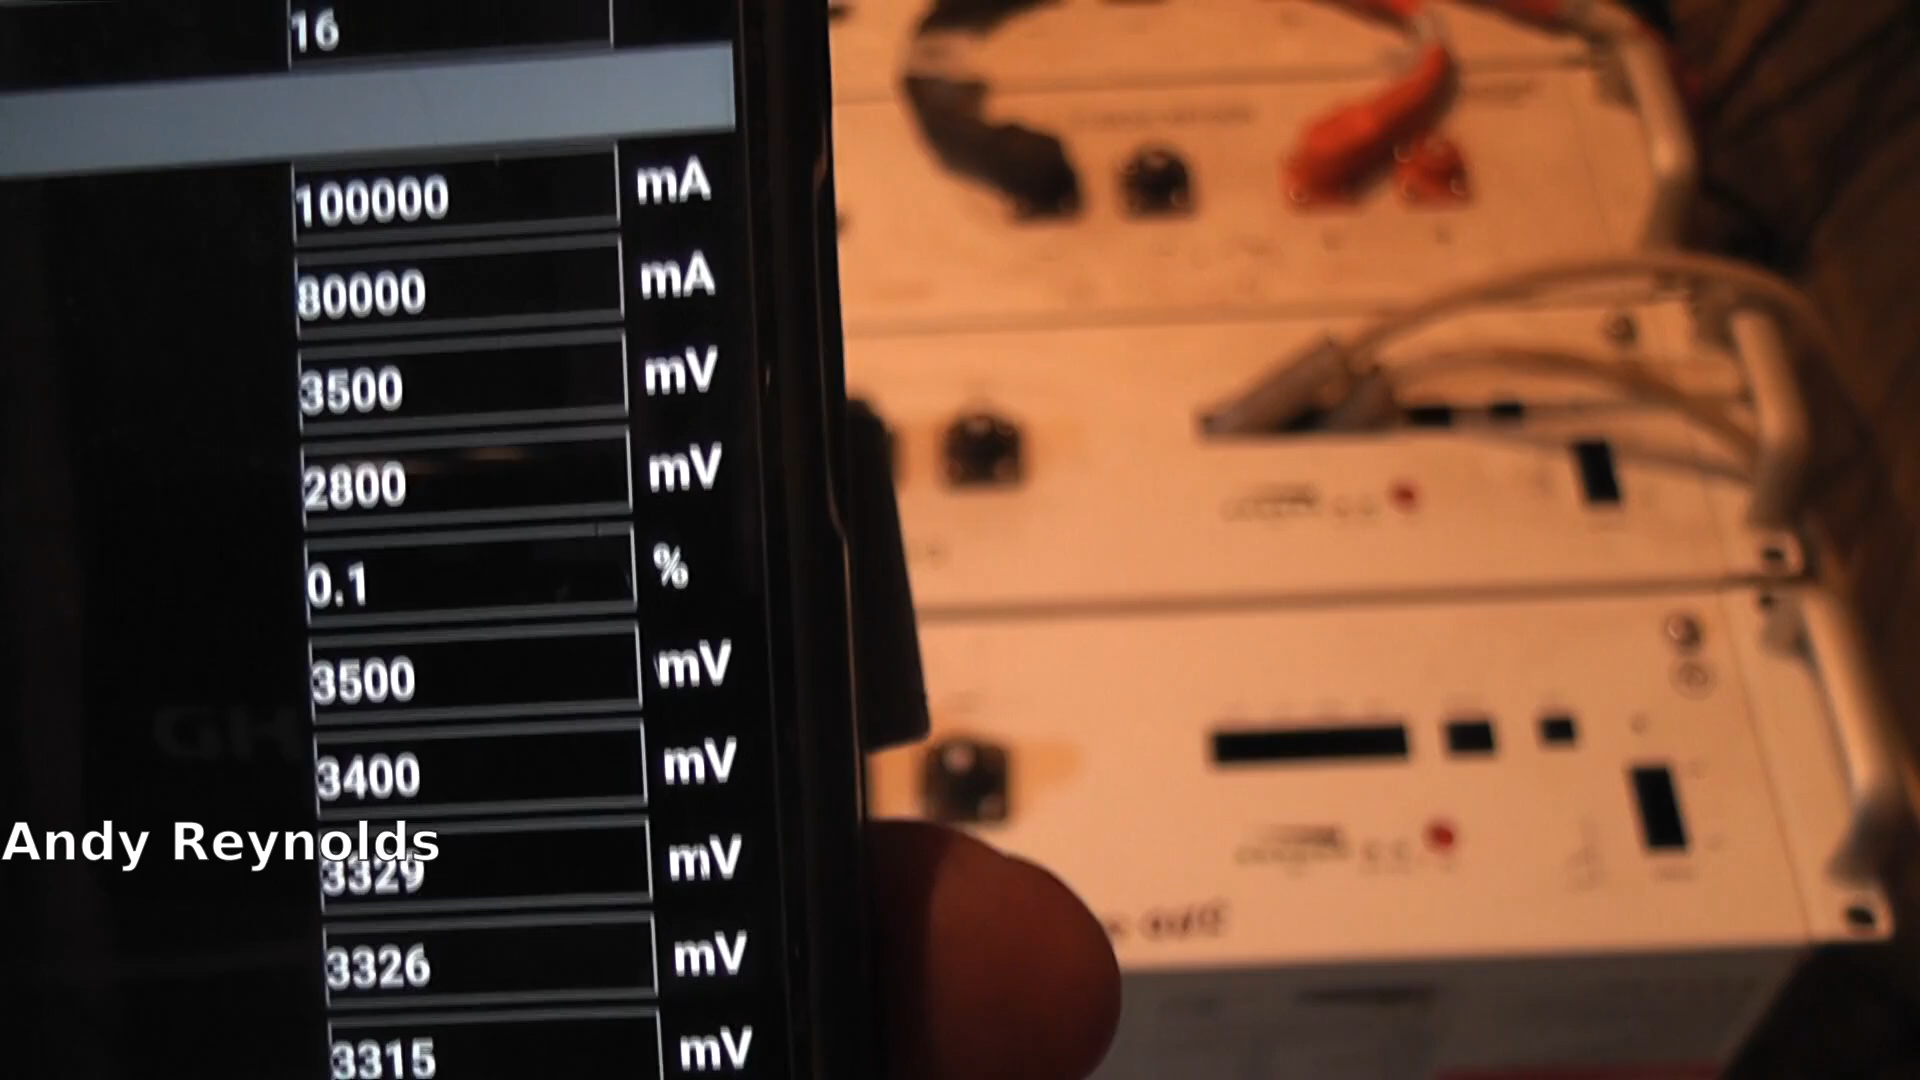 16
100000 mA
80000 mA
3500 mV
2800 mV
0.1 %
3500 mV
3400 mV
Andy Reynolds
3329 mV
3326 mV
3315 mV
GH